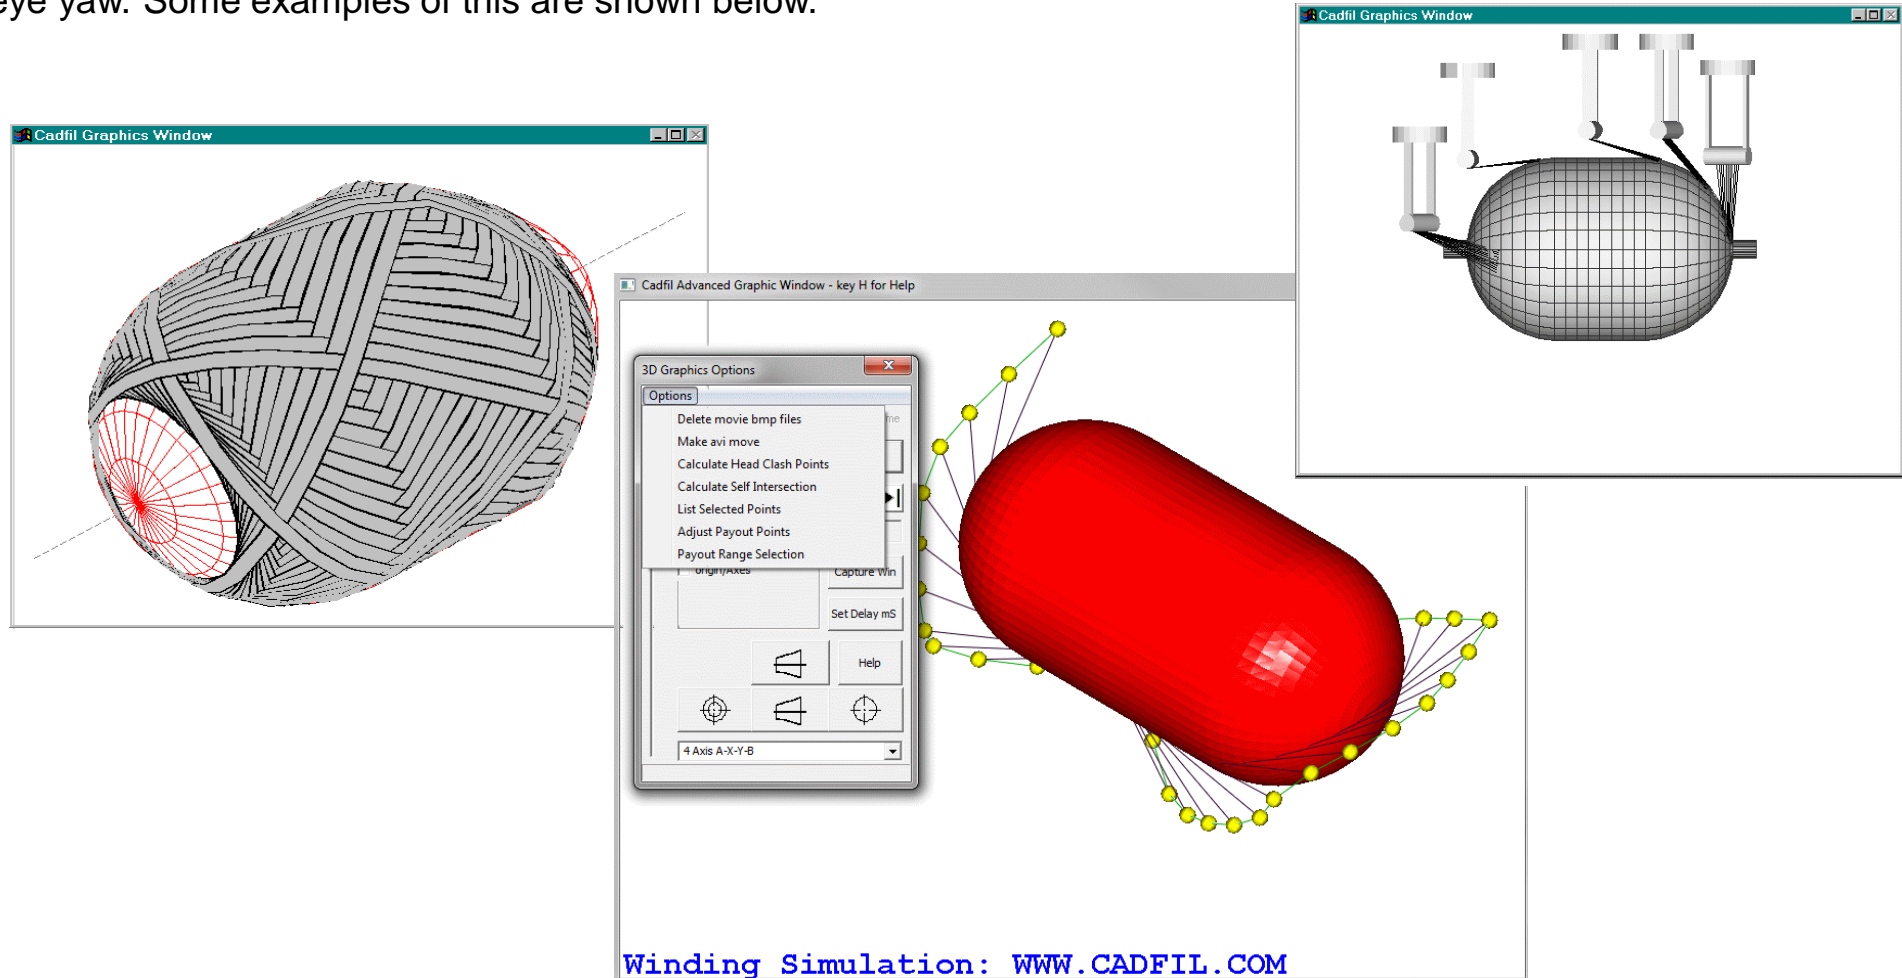 eye yaw. Some examples of this are shown below.
Cadfil Graphics Window
Cadfil Graphics Window
Cadfil Advanced Graphic Window - key H for Help
3D Graphics Options
Options
Delete movie bmp files
Make avi move
Calculate Head Clash Points
Calculate Self Intersection
List Selected Points
Adjust Payout Points
Payout Range Selection
origin/Axes
Capture Win
Set Delay mS
Help
4 Axis A-X-Y-B
Winding Simulation: WWW.CADFIL.COM